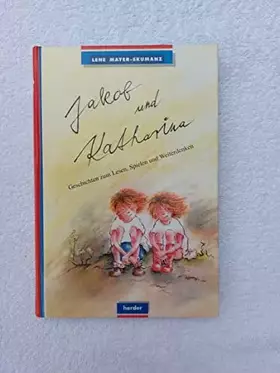 LENE MAYER-SKUMANZ
Jakob
und
Katharina
Geschichten zum Lesen, Spielen und Weiterdenken
herder